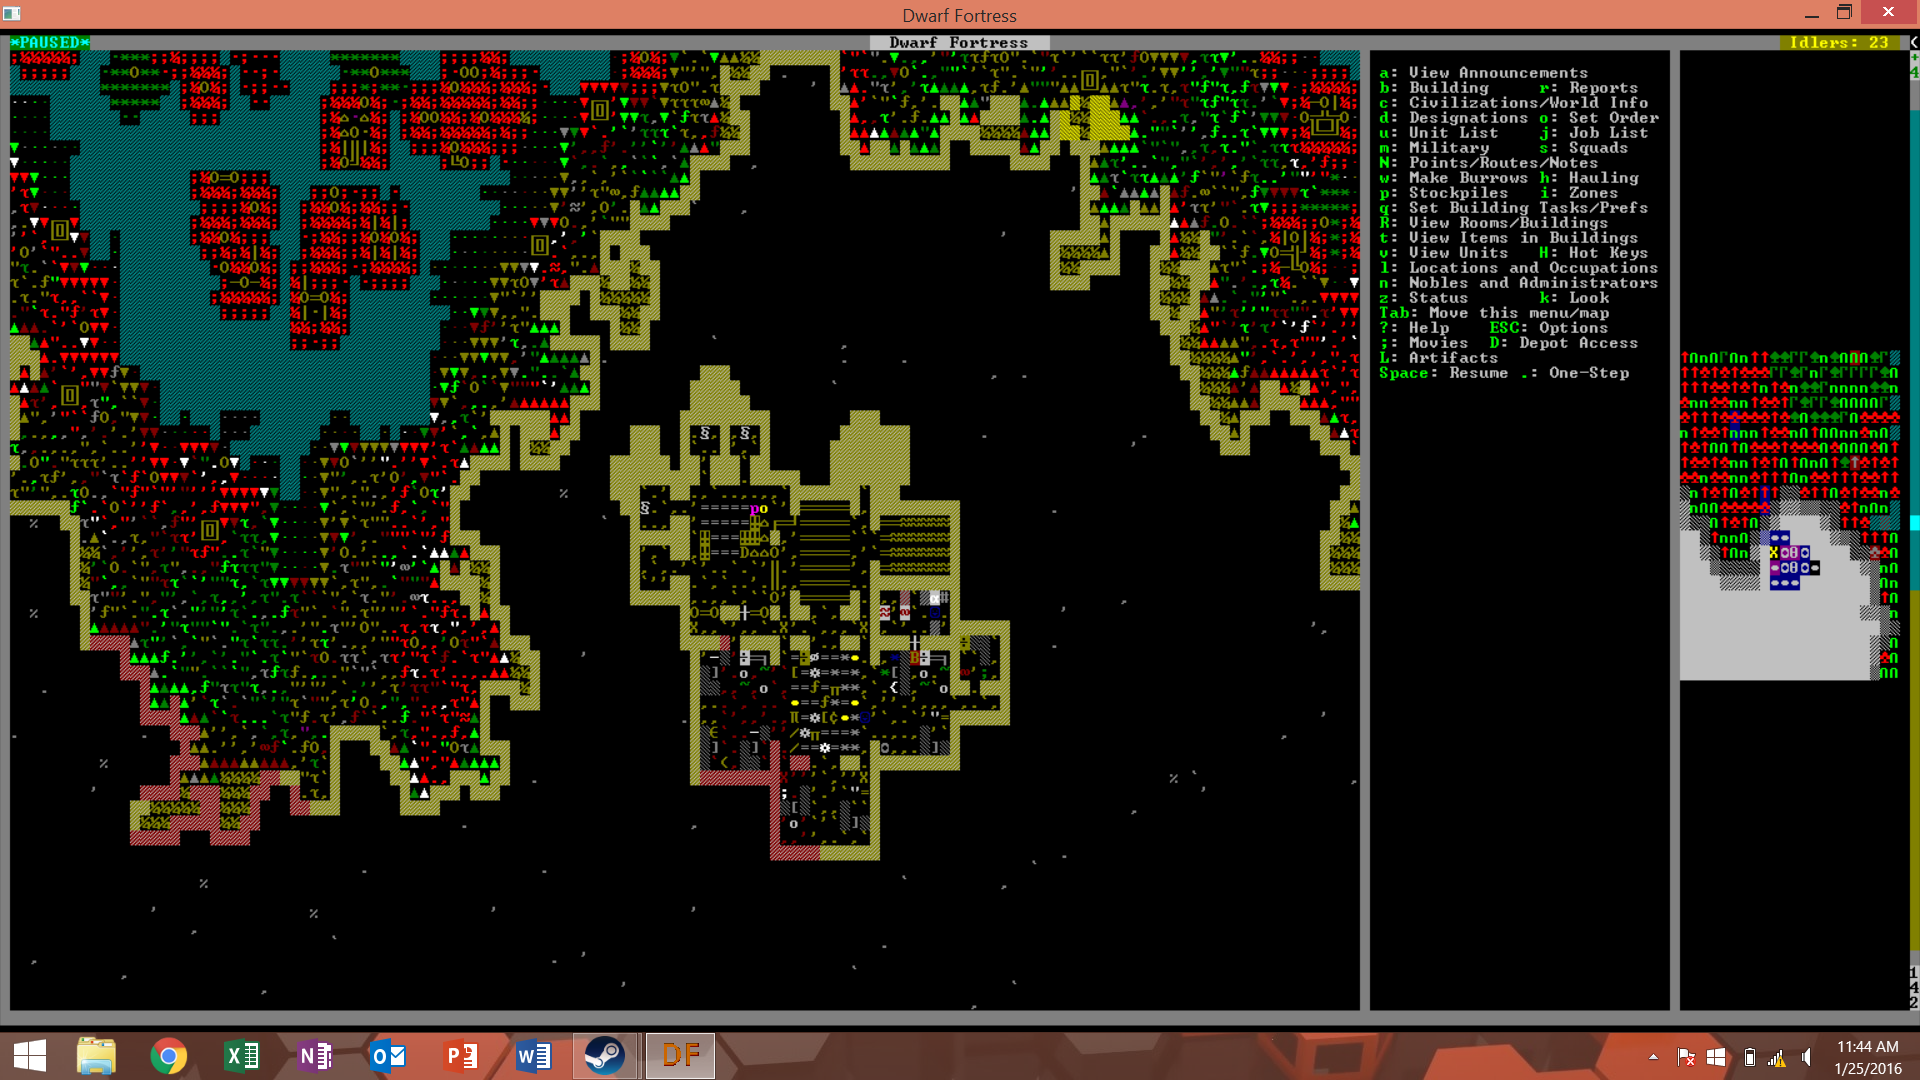 Dwarf Fortress
*PAUSED*
Dwarf Fortress
Idlers: 23
a: View Announcements
b: Building r: Reports
c: Civilizations/World Info
d: Designations o: Set Order
u: Unit List j: Job List
m: Military s: Squads
N: Points/Routes/Notes
w: Make Burrows h: Hauling
p: Stockpiles i: Zones
q: Set Building Tasks/Prefs
R: View Rooms/Buildings
t: View Items in Buildings
v: View Units H: Hot Keys
l: Locations and Occupations
n: Nobles and Administrators
z: Status k: Look
Tab: Move this menu/map
?: Help ESC: Options
;: Movies D: Depot Access
L: Artifacts
Space: Resume .: One-Step
DF
11:44 AM
1/25/2016